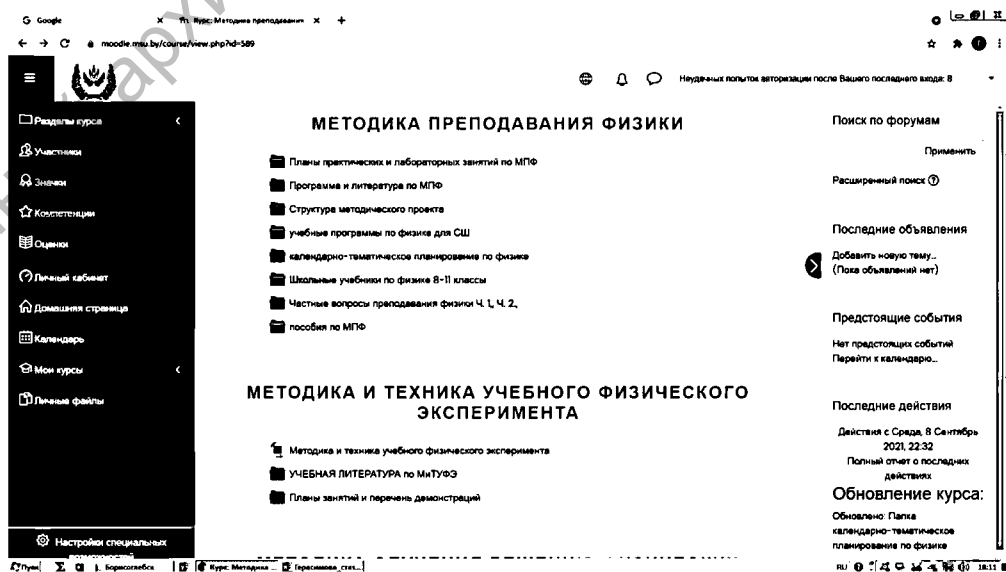 Google
Курс: Методика преподавания
moodle.msu.by/course/view.php?id=589
Неудачных попыток авторизации после Вашего последнего входа: 8
Разделы курса
Участники
Значки
Компетенции
Оценки
Личный кабинет
Домашняя страница
Календарь
Мои курсы
Личные файлы
Настройки специальных
возможностей
МЕТОДИКА ПРЕПОДАВАНИЯ ФИЗИКИ
Планы практических и лабораторных занятий по МПФ
Программа и литература по МПФ
Структура методического проекта
учебные программы по физике для СШ
календарно-тематическое планирование по физике
Школьные учебники по физике 8-11 классы
Частные вопросы преподавания физики Ч. 1, Ч. 2,
пособия по МПФ
МЕТОДИКА И ТЕХНИКА УЧЕБНОГО ФИЗИЧЕСКОГО
ЭКСПЕРИМЕНТА
Методика и техника учебного физического эксперимента
УЧЕБНАЯ ЛИТЕРАТУРА по МиТУФЭ
Планы занятий и перечень демонстраций
Поиск по форумам
Применить
Расширенный поиск
Последние объявления
Добавить новую тему...
(Пока объявлений нет)
Предстоящие события
Нет предстоящих событий
Перейти к календарю...
Последние действия
Действия с Среда, 8 Сентябрь
2021, 22:32
Полный отчет о последних
действиях
Обновление курса:
Обновлено: Папка
календарно-тематическое
планирование по физике
Борисоглебск
Курс: Методика ...
Герасимова_стат...
RU
18:11